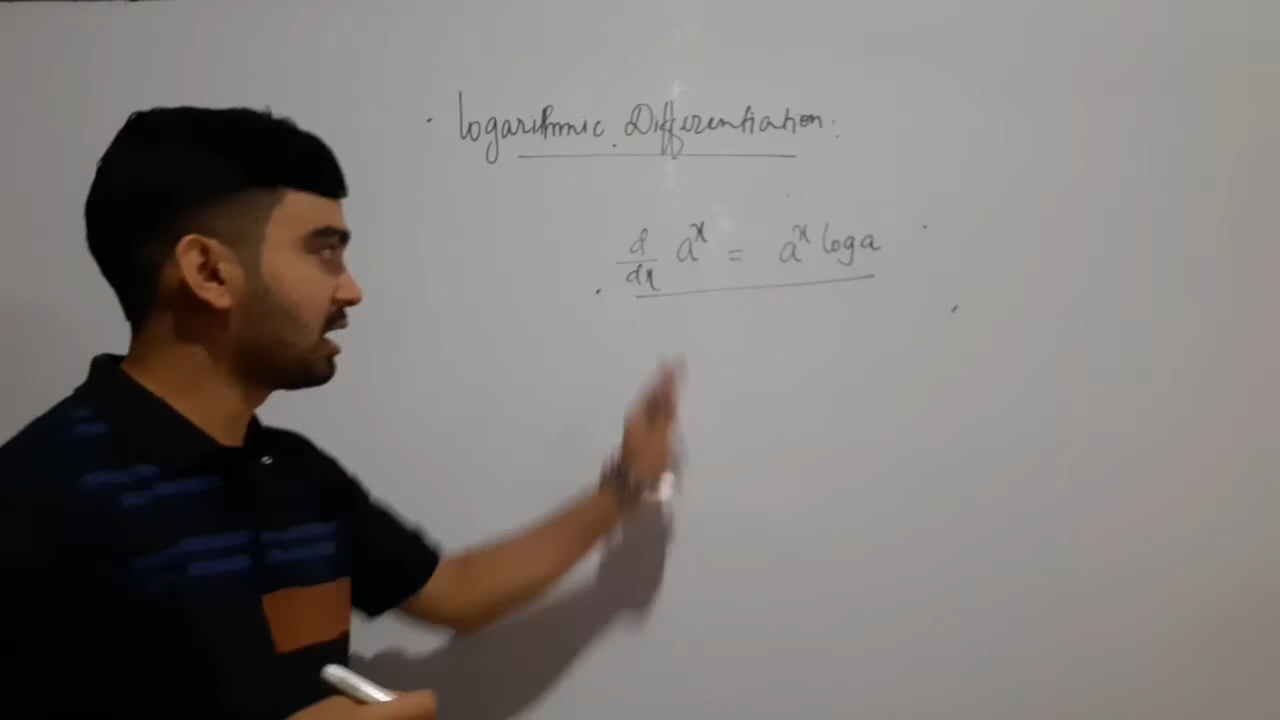 Logarithmic Differentiation.
d/dx a^x = a^x log a